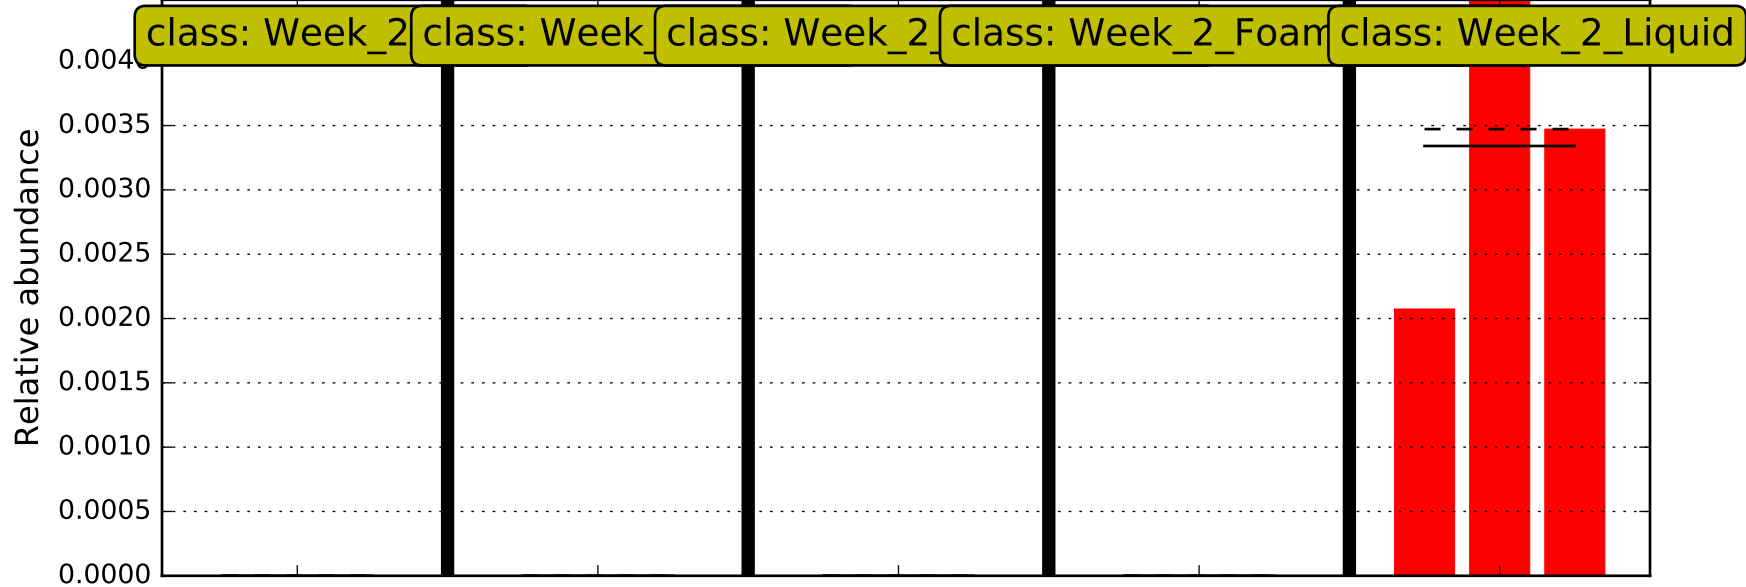 class: Week_2_
class: Week_
class: Week_2_
class: Week_2_Foam
class: Week_2_Liquid
0.0040
0.0035
0.0030
0.0025
0.0020
0.0015
0.0010
0.0005
0.0000
Relative abundance